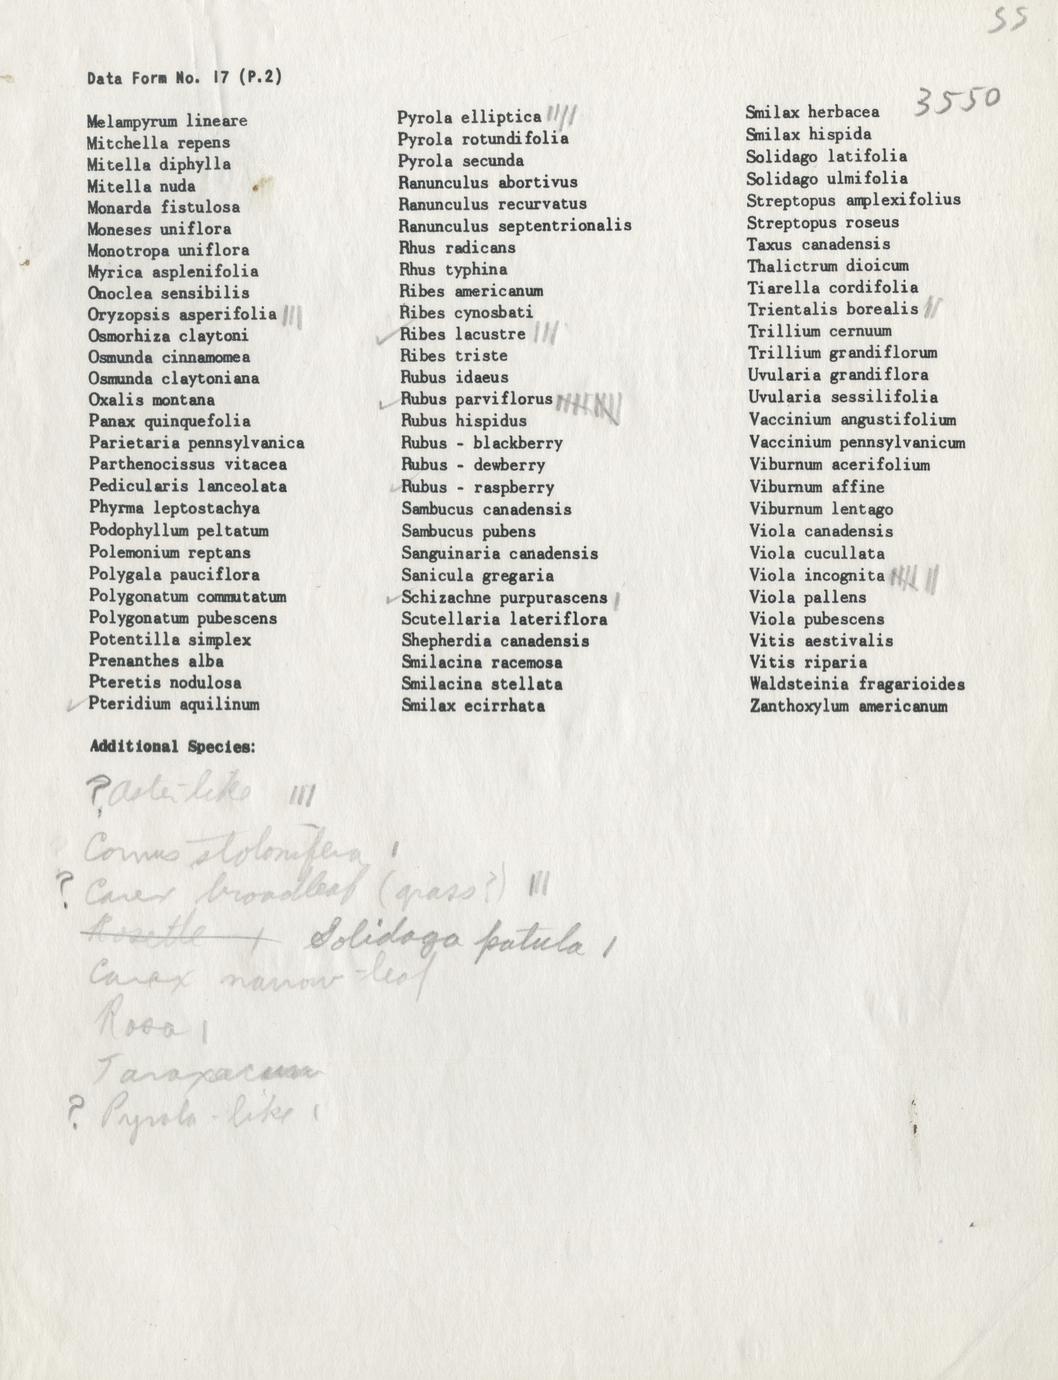 SS
3550
Data Form No. 17 (P.2)
Melampyrum lineare
Mitchella repens
Mitella diphylla
Mitella nuda
Monarda fistulosa
Moneses uniflora
Monotropa uniflora
Myrica asplenifolia
Onoclea sensibilis
Oryzopsis asperifolia |||
Osmorhiza claytoni
Osmunda cinnamomea
Osmunda claytoniana
Oxalis montana
Panax quinquefolia
Parietaria pennsylvanica
Parthenocissus vitacea
Pedicularis lanceolata
Phyrma leptostachya
Podophyllum peltatum
Polemonium reptans
Polygala pauciflora
Polygonatum commutatum
Polygonatum pubescens
Potentilla simplex
Prenanthes alba
Pteretis nodulosa
✓ Pteridium aquilinum
Pyrola elliptica ||||
Pyrola rotundifolia
Pyrola secunda
Ranunculus abortivus
Ranunculus recurvatus
Ranunculus septentrionalis
Rhus radicans
Rhus typhina
Ribes americanum
Ribes cynosbati
✓ Ribes lacustre |||
Ribes triste
Rubus idaeus
✓ Rubus parviflorus
Rubus hispidus
Rubus - blackberry
Rubus - dewberry
✓ Rubus - raspberry
Sambucus canadensis
Sambucus pubens
Sanguinaria canadensis
Sanicula gregaria
✓ Schizachne purpurascens |
Scutellaria lateriflora
Shepherdia canadensis
Smilacina racemosa
Smilacina stellata
Smilax ecirrhata
Smilax herbacea
Smilax hispida
Solidago latifolia
Solidago ulmifolia
Streptopus amplexifolius
Streptopus roseus
Taxus canadensis
Thalictrum dioicum
Tiarella cordifolia
Trientalis borealis ||
Trillium cernuum
Trillium grandiflorum
Uvularia grandiflora
Uvularia sessilifolia
Vaccinium angustifolium
Vaccinium pennsylvanicum
Viburnum acerifolium
Viburnum affine
Viburnum lentago
Viola canadensis
Viola cucullata
Viola incognita |||| ||
Viola pallens
Viola pubescens
Vitis aestivalis
Vitis riparia
Waldsteinia fragarioides
Zanthoxylum americanum
Additional Species:
? Aster-like |||
Cornus stolonifera |
? Carex broadleaf (grass?) |||
Rosette | Solidago patula |
Carex narrow-leaf
Rosa |
Taraxacum
? Pyrola-like |